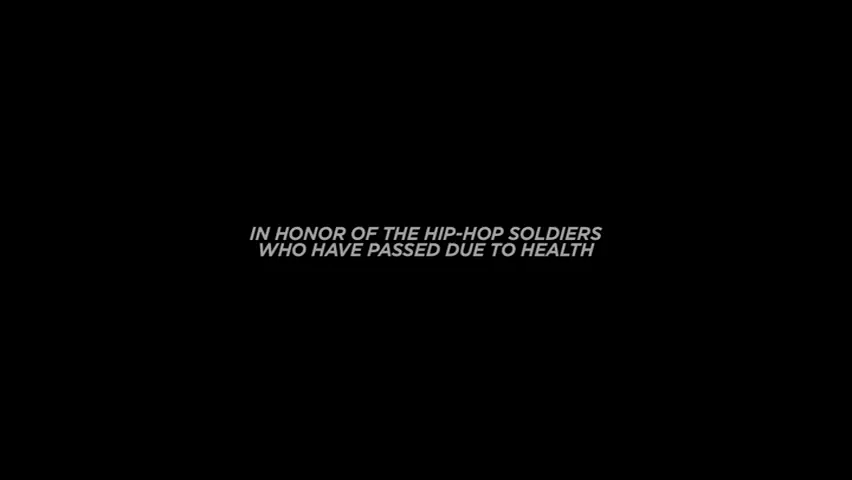 IN HONOR OF THE HIP-HOP SOLDIERS
WHO HAVE PASSED DUE TO HEALTH